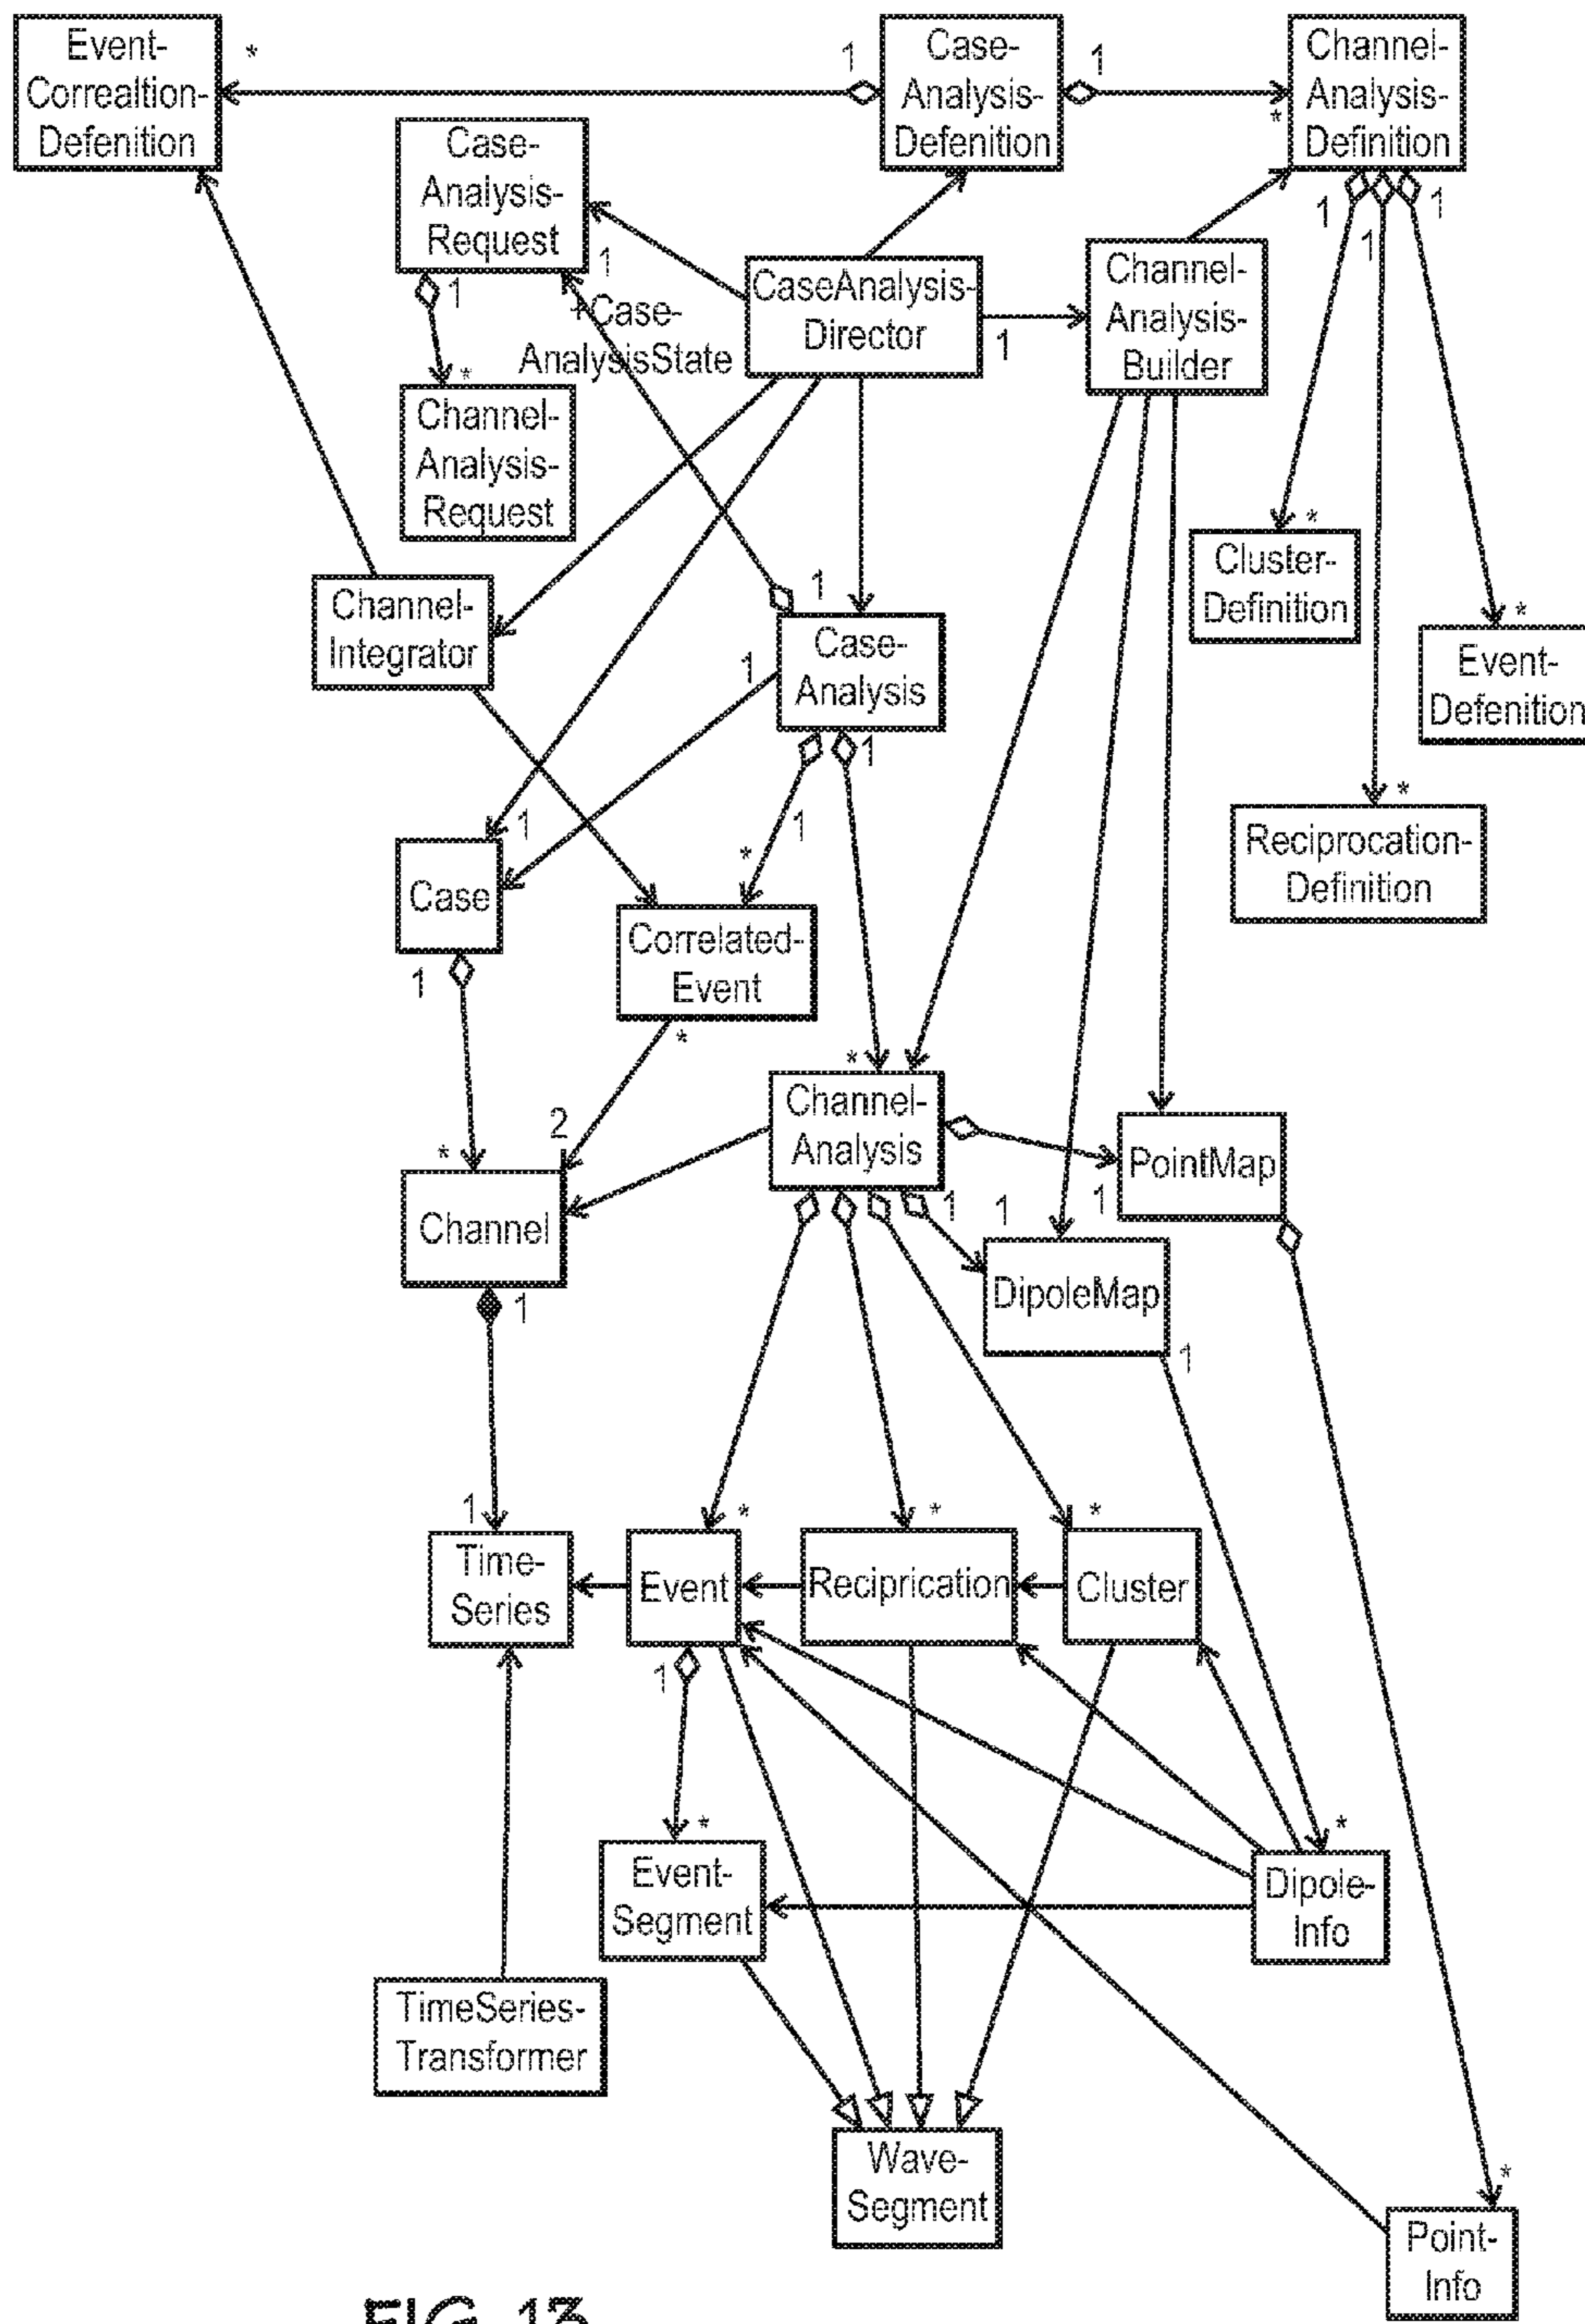 Event-
Correaltion-
Defenition
*
1
Case-
Analysis-
Defenition
1
*
Channel-
Analysis-
Definition
1
1
1
Case-
Analysis-
Request
1
1
+Case-
AnalysisState
CaseAnalysis-
Director
1
Channel-
Analysis-
Builder
*
Channel-
Analysis-
Request
*
Cluster-
Definition
*
Event-
Defenition
*
Reciprocation-
Definition
Channel-
Integrator
1
Case-
Analysis
1
1
1
1
*
Case
1
Correlated-
Event
*
2
*
*
Channel-
Analysis
1
1
1
PointMap
Channel
1
DipoleMap
1
1
Time-
Series
*
Event
*
Reciprication
*
Cluster
1
*
Event-
Segment
*
Dipole-
Info
TimeSeries-
Transformer
Wave-
Segment
*
Point-
Info
FIG. 13